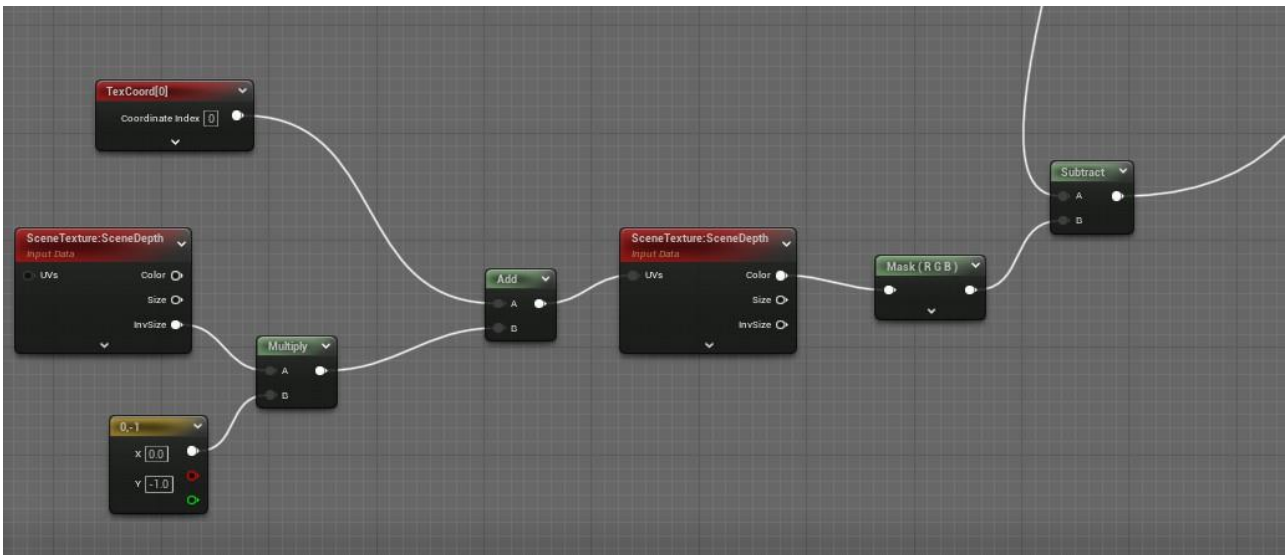 TexCoord[0]
Coordinate Index 0
SceneTexture:SceneDepth
Input Data
UVs
Color
Size
InvSize
Multiply
A
B
0,-1
X 0.0
Y -1.0
Add
A
B
SceneTexture:SceneDepth
Input Data
UVs
Color
Size
InvSize
Mask ( R G B )
Subtract
A
B